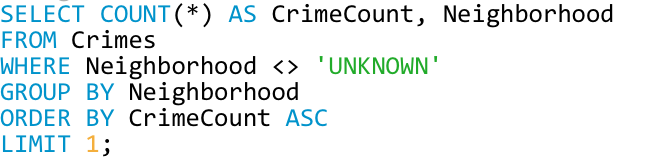 SELECT COUNT(*) AS CrimeCount, Neighborhood
FROM Crimes
WHERE Neighborhood <> 'UNKNOWN'
GROUP BY Neighborhood
ORDER BY CrimeCount ASC
LIMIT 1;